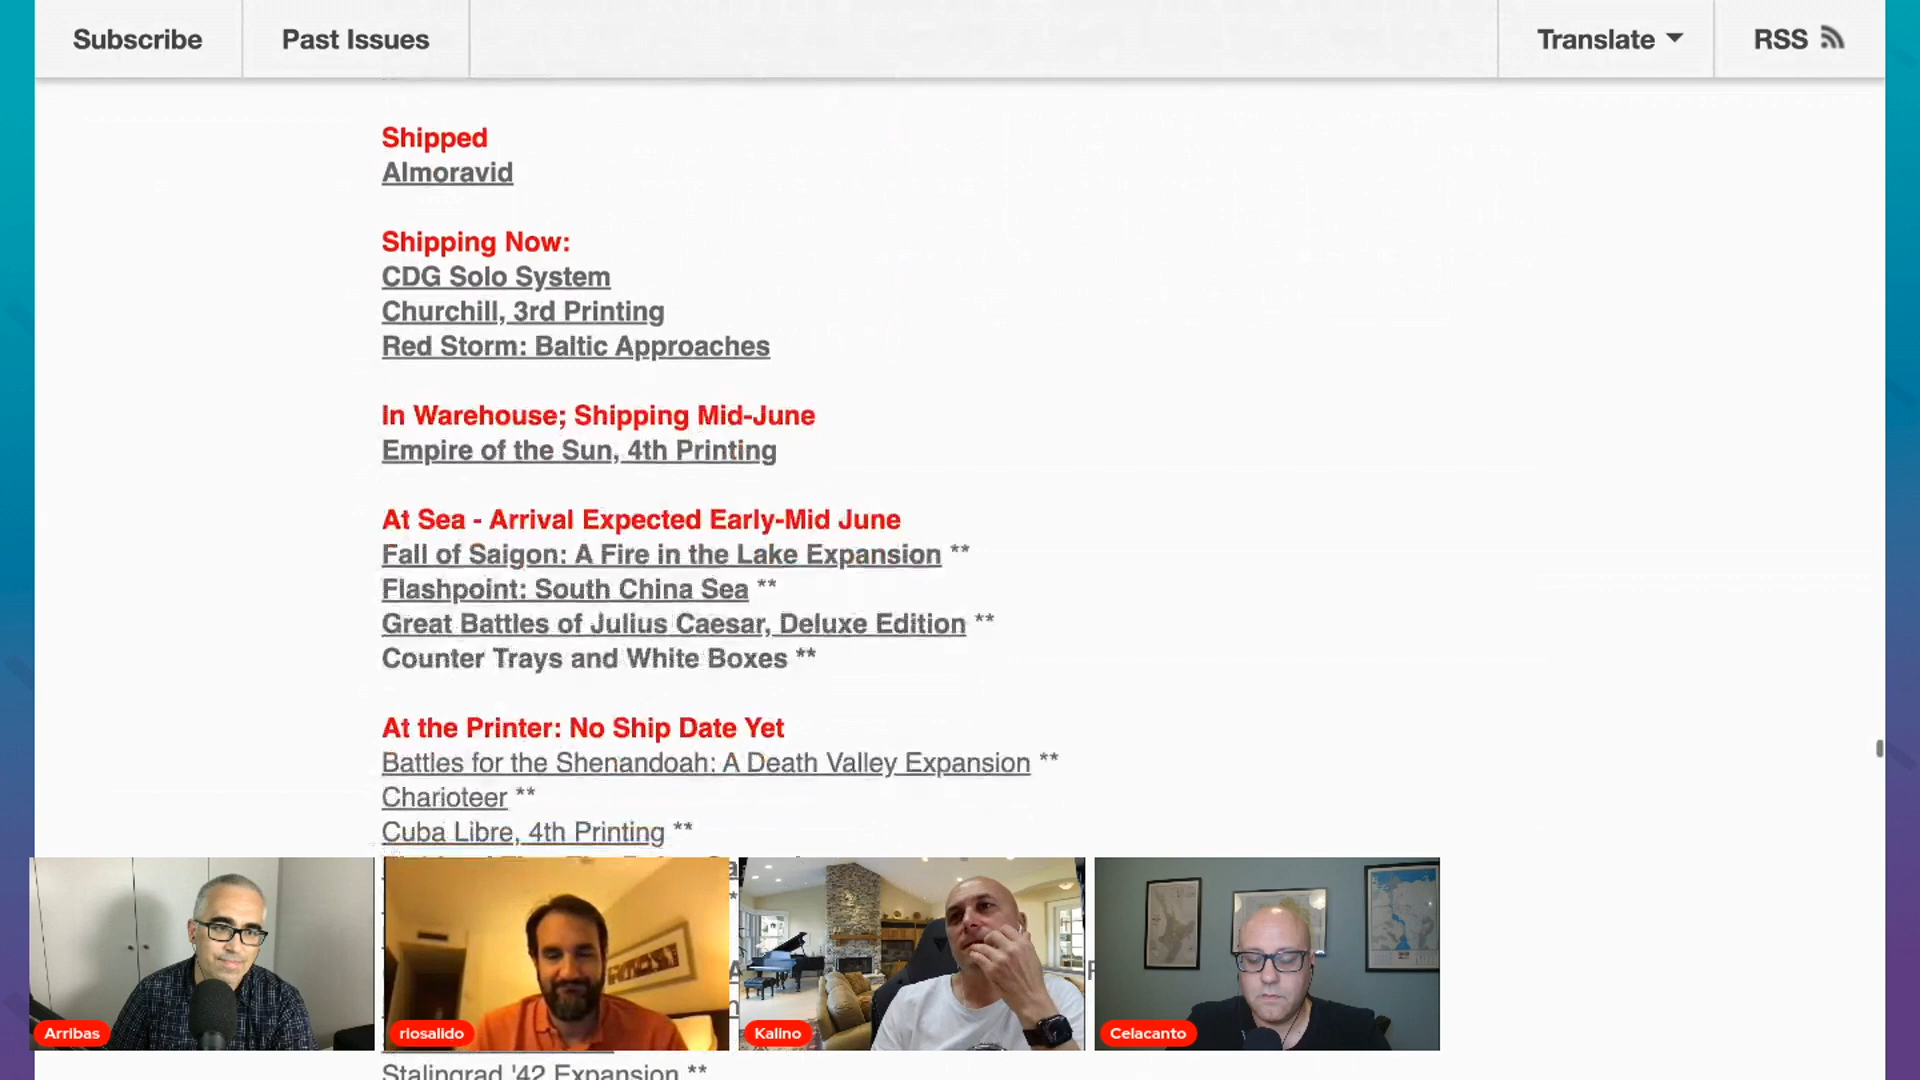 Subscribe
Past Issues
Translate
RSS
Shipped
Almoravid
Shipping Now:
CDG Solo System
Churchill, 3rd Printing
Red Storm: Baltic Approaches
In Warehouse; Shipping Mid-June
Empire of the Sun, 4th Printing
At Sea - Arrival Expected Early-Mid June
Fall of Saigon: A Fire in the Lake Expansion **
Flashpoint: South China Sea **
Great Battles of Julius Caesar, Deluxe Edition **
Counter Trays and White Boxes **
At the Printer: No Ship Date Yet
Battles for the Shenandoah: A Death Valley Expansion **
Charioteer **
Cuba Libre, 4th Printing **
Arribas
riosalido
Kalino
Celacanto
Stalingrad '42 Expansion **